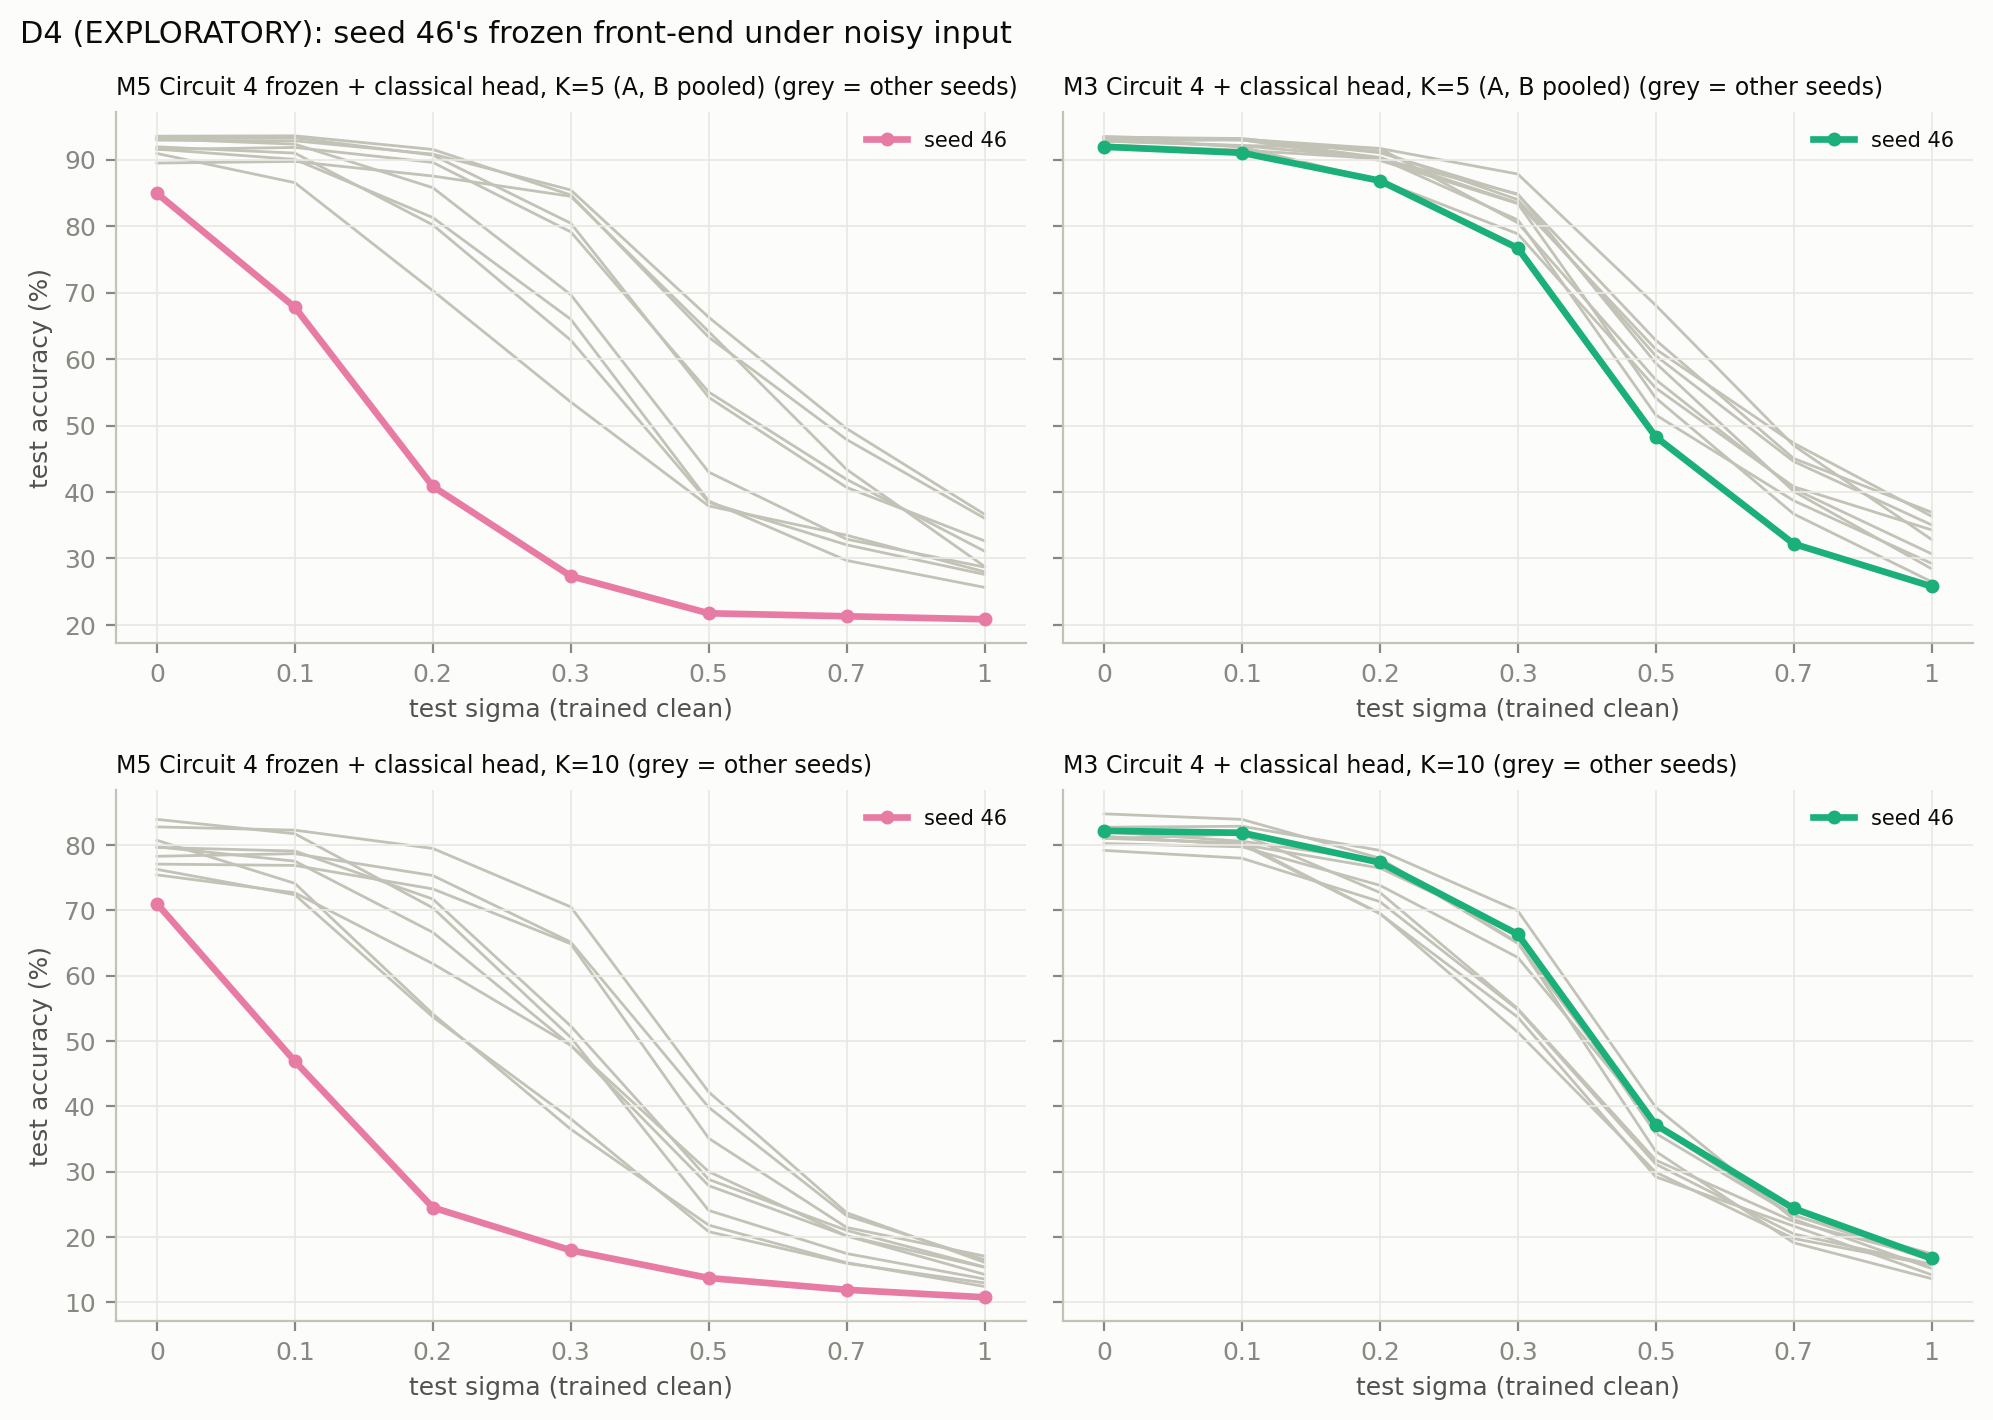 D4 (EXPLORATORY): seed 46's frozen front-end under noisy input
M5 Circuit 4 frozen + classical head, K=5 (A, B pooled) (grey = other seeds)
seed 46
90
80
70
60
50
40
30
20
test accuracy (%)
0 0.1 0.2 0.3 0.5 0.7 1
test sigma (trained clean)
M3 Circuit 4 + classical head, K=5 (A, B pooled) (grey = other seeds)
seed 46
0 0.1 0.2 0.3 0.5 0.7 1
test sigma (trained clean)
M5 Circuit 4 frozen + classical head, K=10 (grey = other seeds)
seed 46
80
70
60
50
40
30
20
10
test accuracy (%)
0 0.1 0.2 0.3 0.5 0.7 1
test sigma (trained clean)
M3 Circuit 4 + classical head, K=10 (grey = other seeds)
seed 46
0 0.1 0.2 0.3 0.5 0.7 1
test sigma (trained clean)